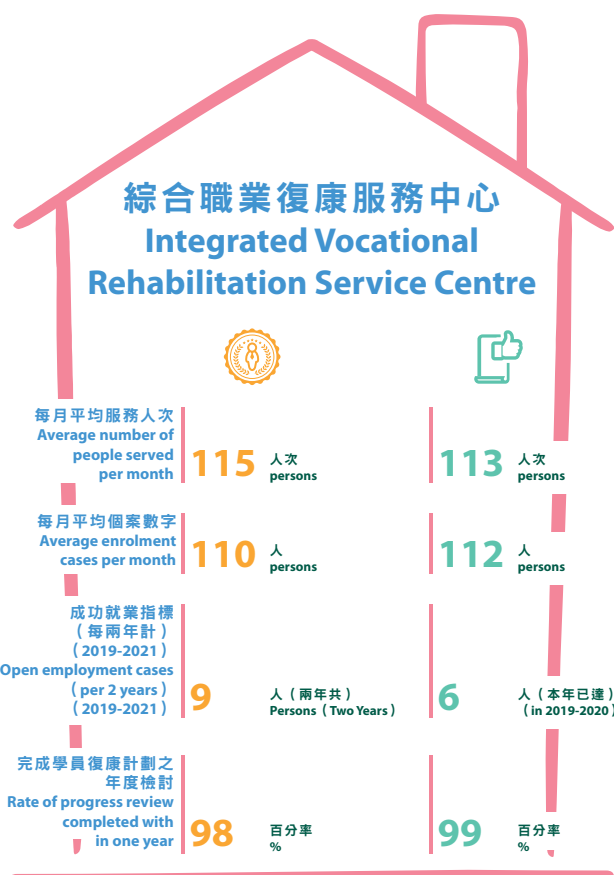 綜合職業復康服務中心
Integrated Vocational
Rehabilitation Service Centre
每月平均服務人次
Average number of
people served
per month
115 人次
persons
113 人次
persons
每月平均個案數字
Average enrolment
cases per month
110 人
persons
112 人
persons
成功就業指標
（每兩年計）
（2019-2021）
Open employment cases
（per 2 years）
（2019-2021）
9 人（兩年共）
Persons（Two Years）
6 人（本年已達）
（in 2019-2020）
完成學員復康計劃之
年度檢討
Rate of progress review
completed with
in one year
98 百分率
%
99 百分率
%